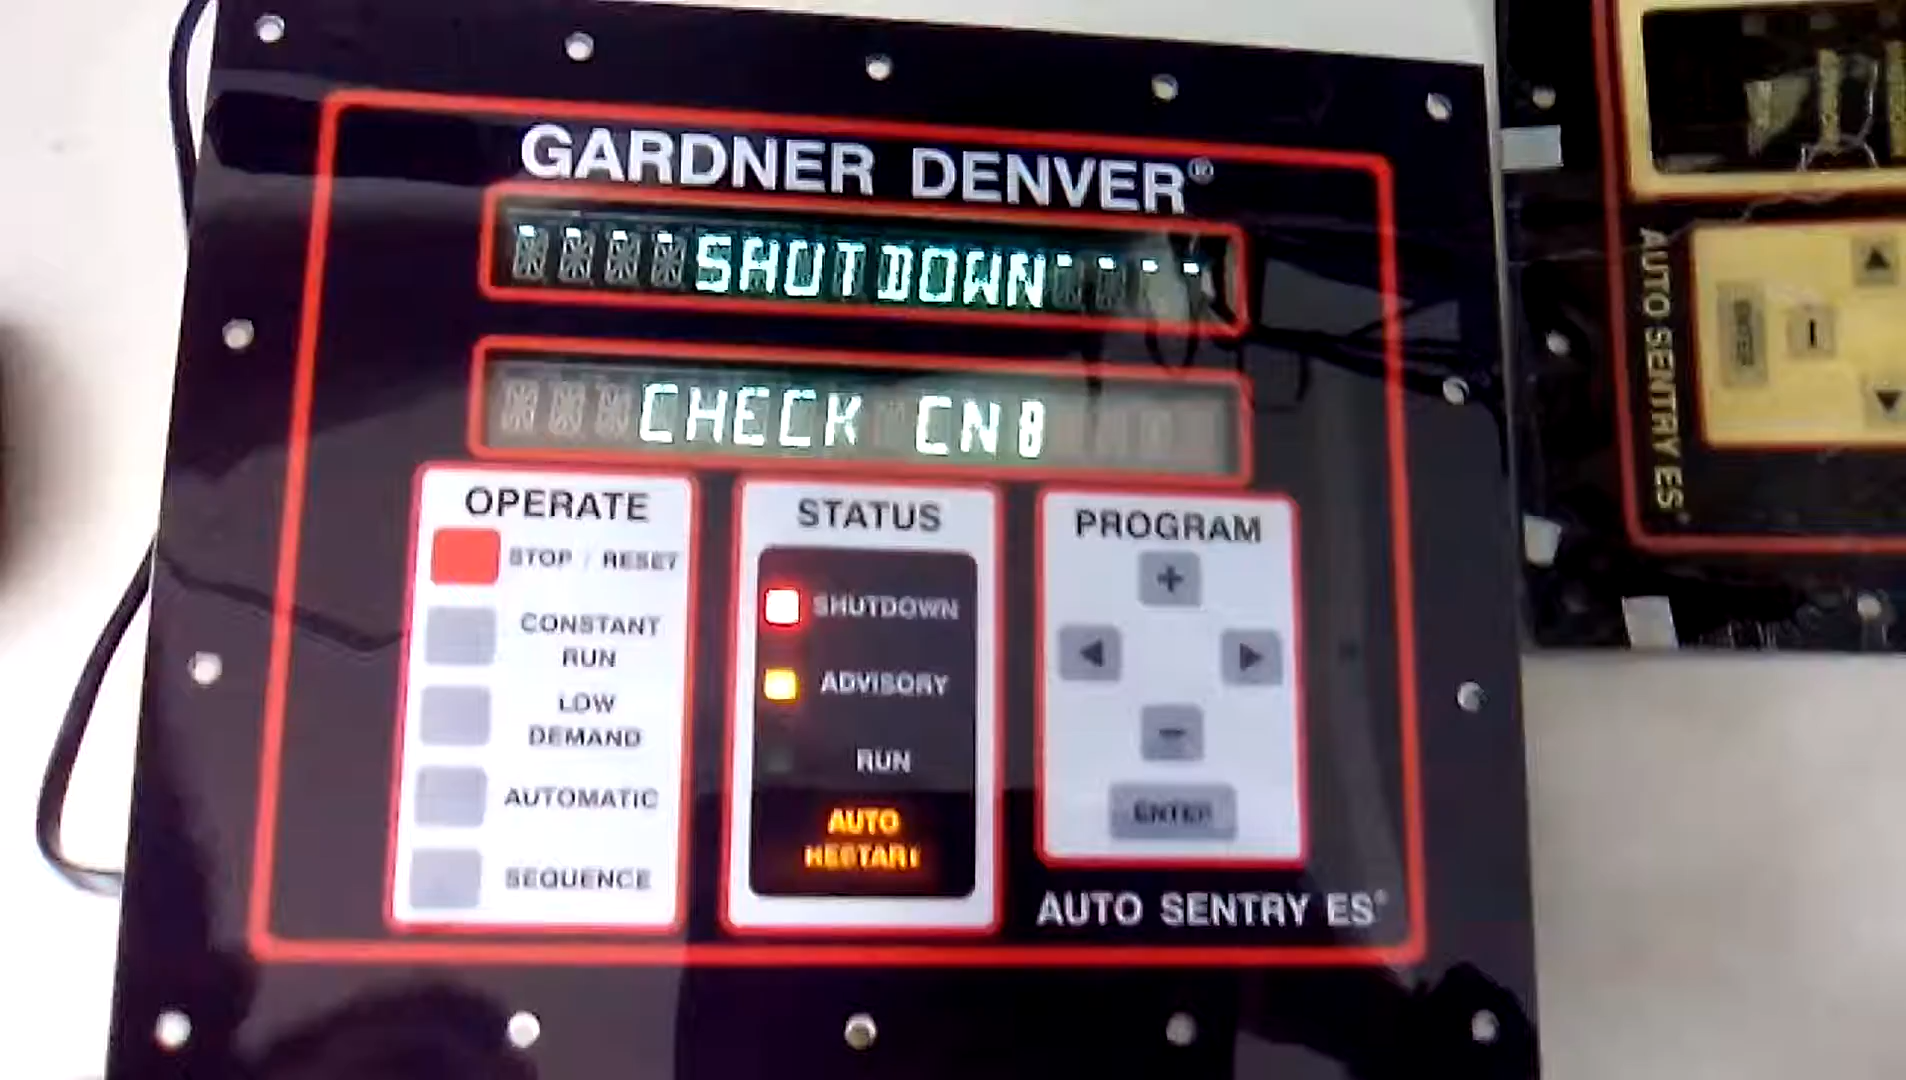 GARDNER DENVER®
----SHUTDOWN----
CHECK CN8
OPERATE
STOP / RESET
CONSTANT
RUN
LOW
DEMAND
AUTOMATIC
SEQUENCE
STATUS
SHUTDOWN
ADVISORY
RUN
AUTO
RESTART
PROGRAM
+
-
ENTER
AUTO SENTRY ES®
AUTO SENTRY ES®
ENTER
-